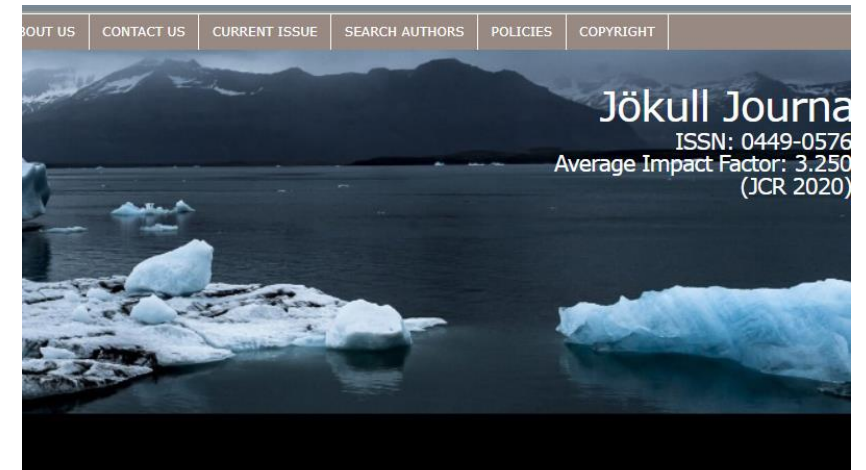 BOUT US CONTACT US CURRENT ISSUE SEARCH AUTHORS POLICIES COPYRIGHT
Jökull Journa
ISSN: 0449-0576
Average Impact Factor: 3.250
(JCR 2020)